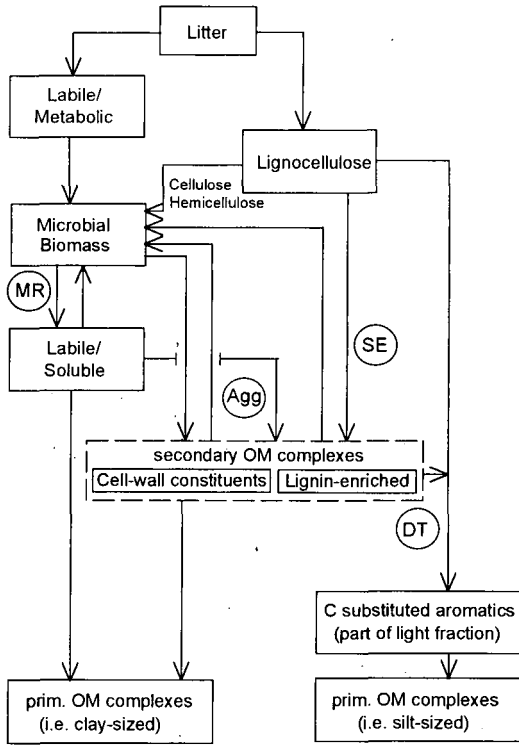 Litter
Labile/
Metabolic
Lignocellulose
Cellulose
Hemicellulose
Microbial
Biomass
MR
Labile/
Soluble
SE
Agg
secondary OM complexes
Cell-wall constituents
Lignin-enriched
DT
C substituted aromatics
(part of light fraction)
prim. OM complexes
(i.e. clay-sized)
prim. OM complexes
(i.e. silt-sized)